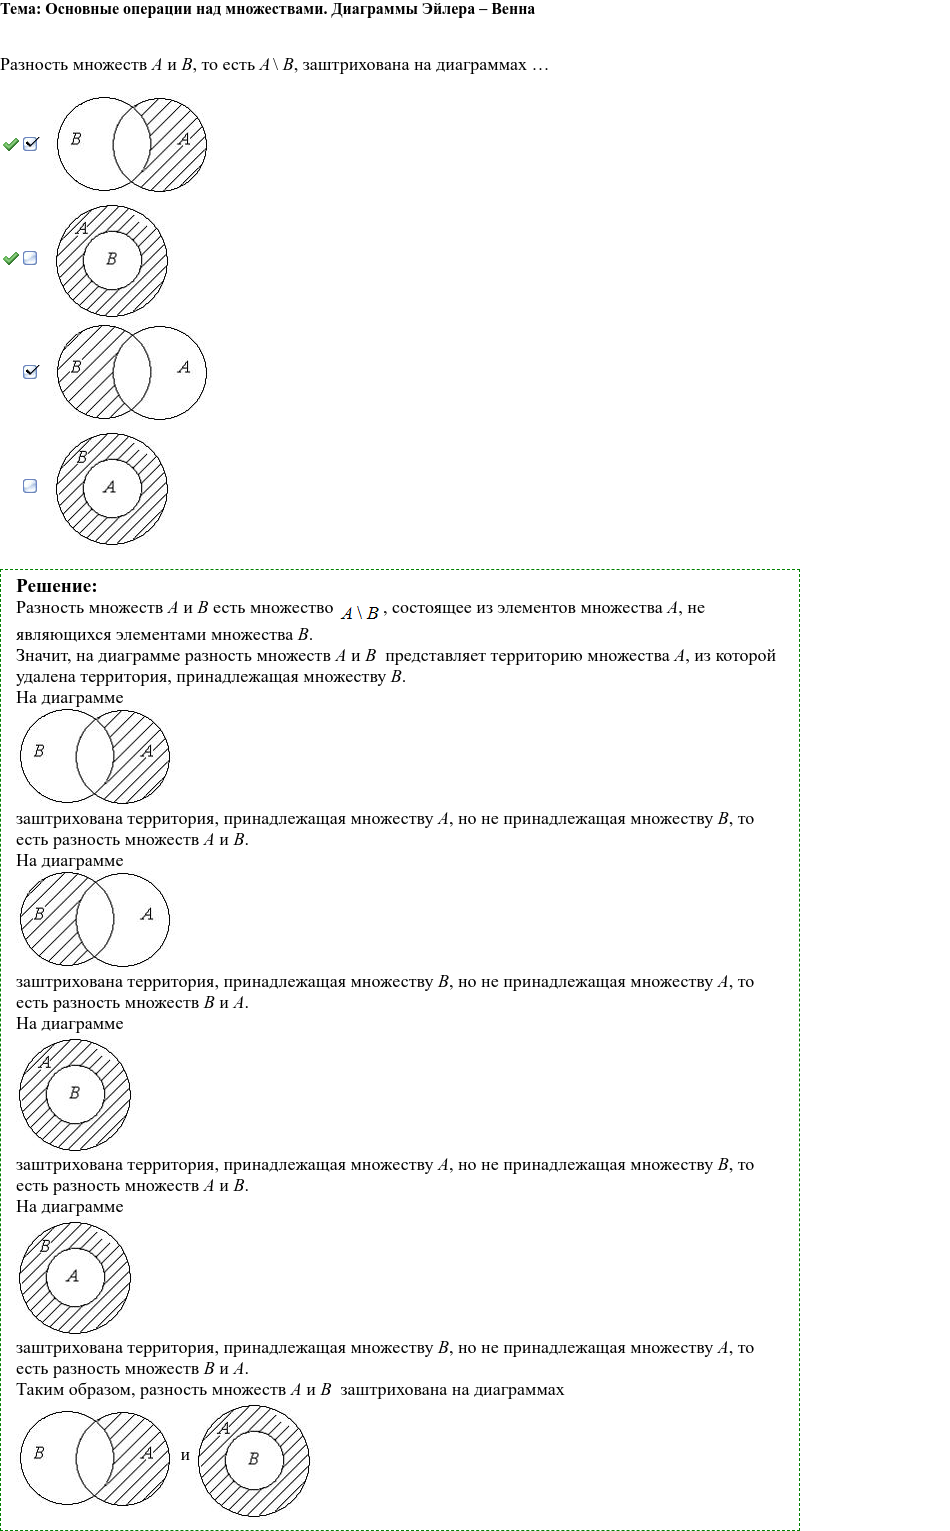 Тема: Основные операции над множествами. Диаграммы Эйлера – Венна
Разность множеств A и B, то есть A \ B, заштрихована на диаграммах …
B A
A
B
B A
B
A
Решение:
Разность множеств A и B есть множество A \ B, состоящее из элементов множества A, не
являющихся элементами множества B.
Значит, на диаграмме разность множеств A и B представляет территорию множества A, из которой
удалена территория, принадлежащая множеству B.
На диаграмме
B A
заштрихована территория, принадлежащая множеству A, но не принадлежащая множеству B, то
есть разность множеств A и B.
На диаграмме
B A
заштрихована территория, принадлежащая множеству B, но не принадлежащая множеству A, то
есть разность множеств B и A.
На диаграмме
A
B
заштрихована территория, принадлежащая множеству A, но не принадлежащая множеству B, то
есть разность множеств A и B.
На диаграмме
B
A
заштрихована территория, принадлежащая множеству B, но не принадлежащая множеству A, то
есть разность множеств B и A.
Таким образом, разность множеств A и B заштрихована на диаграммах
A
B A и B